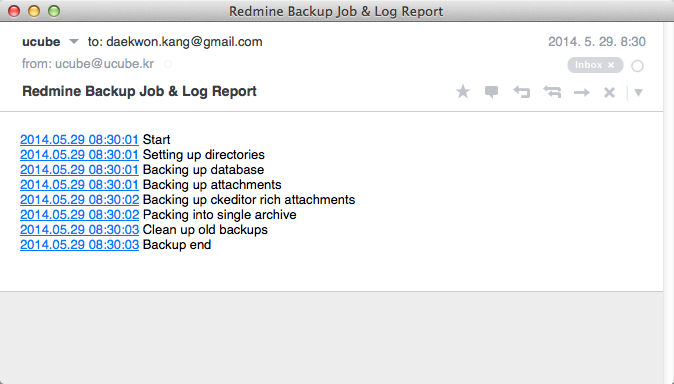 Redmine Backup Job & Log Report
ucube to: daekwon.kang@gmail.com 2014. 5. 29. 8:30
from: ucube@ucube.kr Inbox ×
Redmine Backup Job & Log Report
2014.05.29 08:30:01 Start
2014.05.29 08:30:01 Setting up directories
2014.05.29 08:30:01 Backing up database
2014.05.29 08:30:01 Backing up attachments
2014.05.29 08:30:02 Backing up ckeditor rich attachments
2014.05.29 08:30:02 Packing into single archive
2014.05.29 08:30:03 Clean up old backups
2014.05.29 08:30:03 Backup end